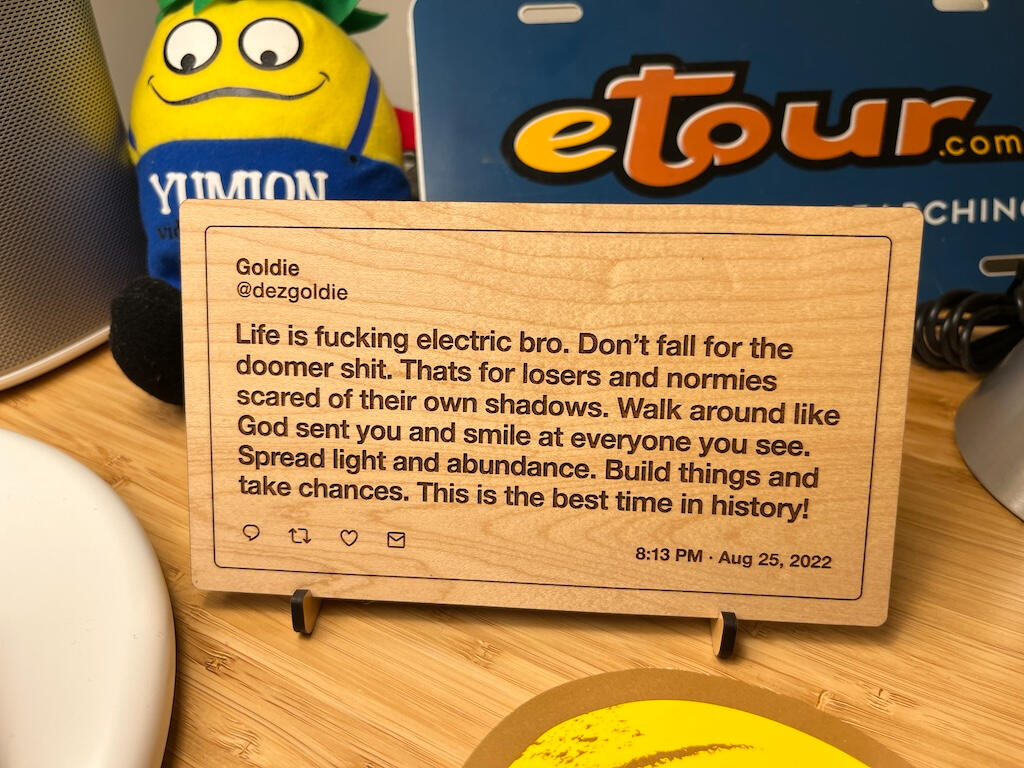 YUMION
etour.com
Goldie
@dezgoldie
Life is fucking electric bro. Don’t fall for the
doomer shit. Thats for losers and normies
scared of their own shadows. Walk around like
God sent you and smile at everyone you see.
Spread light and abundance. Build things and
take chances. This is the best time in history!
8:13 PM · Aug 25, 2022